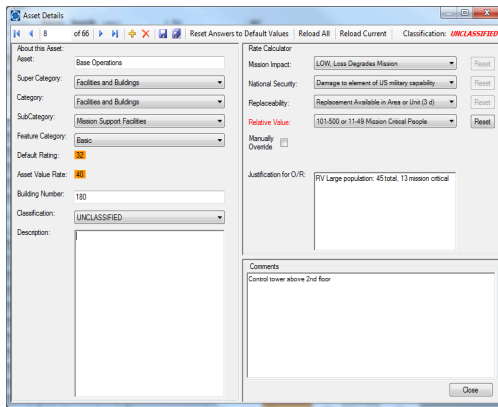 Asset Details
8 of 66 Reset Answers to Default Values Reload All Reload Current Classification: UNCLASSIFIED
About this Asset:
Asset: Base Operations
Super Category: Facilities and Buildings
Category: Facilities and Buildings
SubCategory: Mission Support Facilities
Feature Category: Basic
Default Rating: 32
Asset Value Rate: 40
Building Number: 180
Classification: UNCLASSIFIED
Description:
Rate Calculator
Mission Impact: LOW, Loss Degrades Mission Reset
National Security: Damage to element of US military capability Reset
Replaceability: Replacement Available in Area or Unit (3 d) Reset
Relative Value: 101-500 or 11-49 Mission Critical People Reset
Manually
Override
Justification for O/R: RV Large population: 45 total, 13 mission critical
Comments
Control tower above 2nd floor
Close